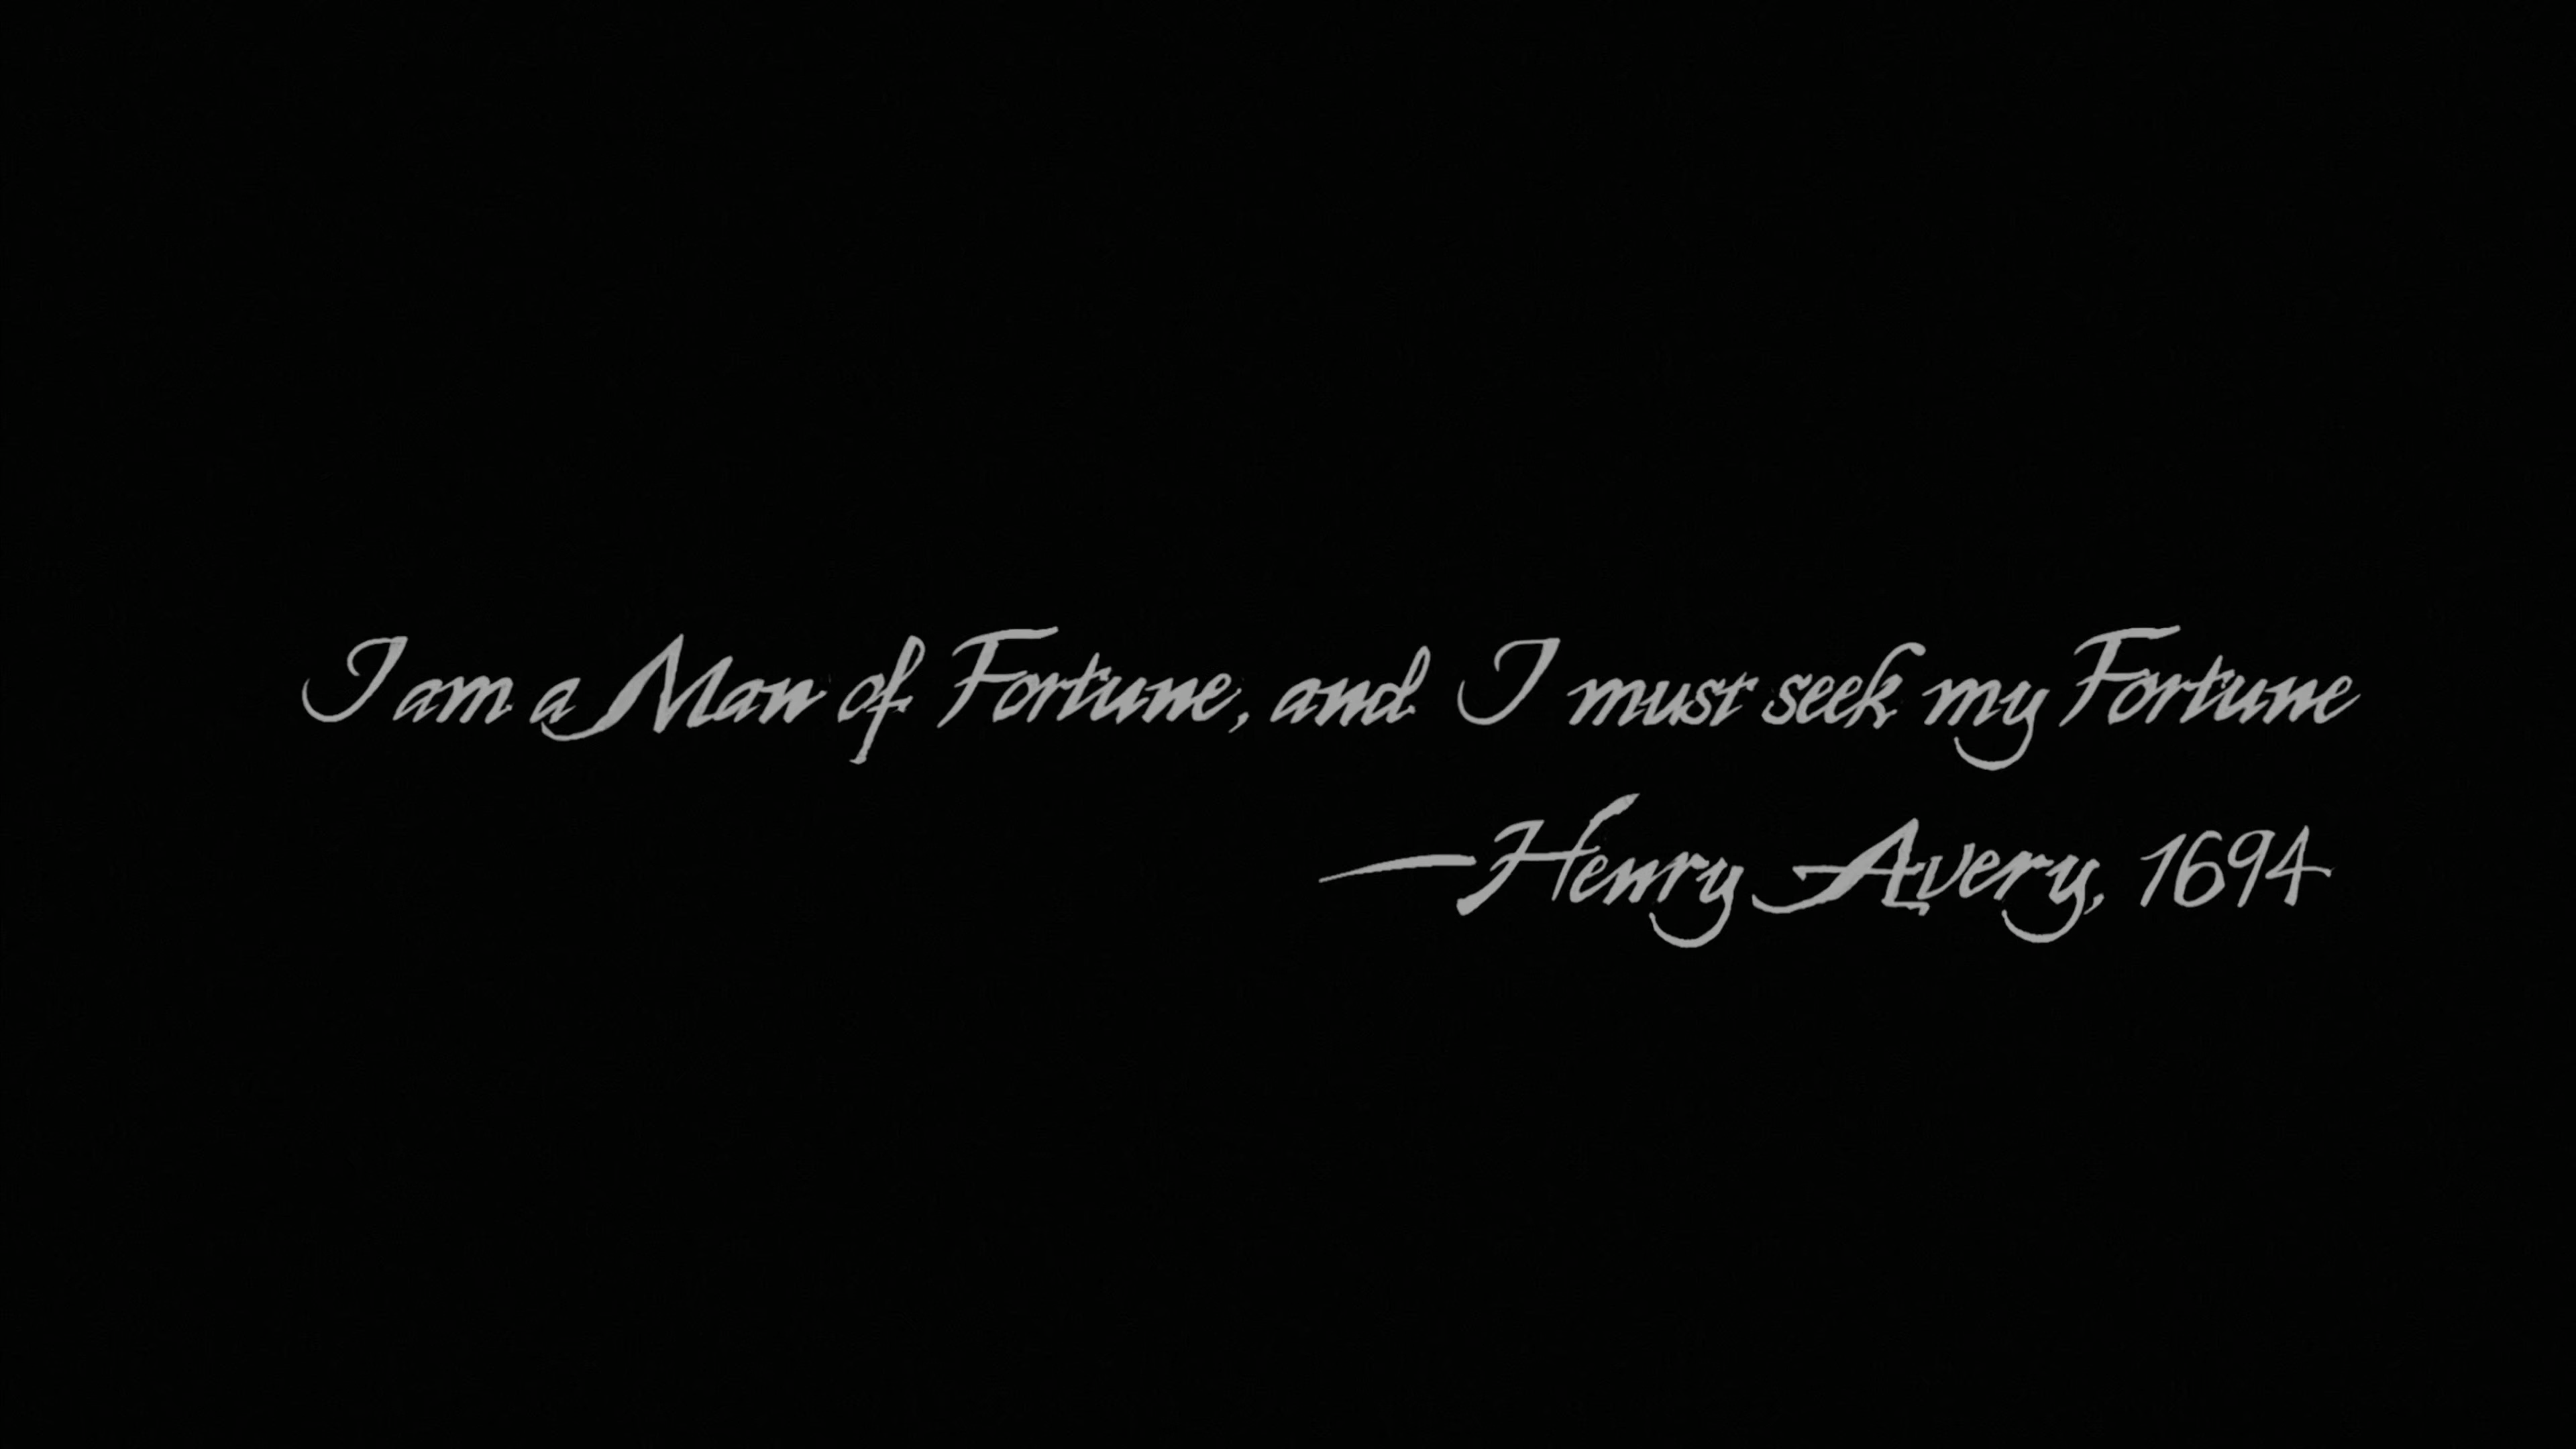 I am a Man of Fortune, and I must seek my Fortune
—Henry Avery, 1694